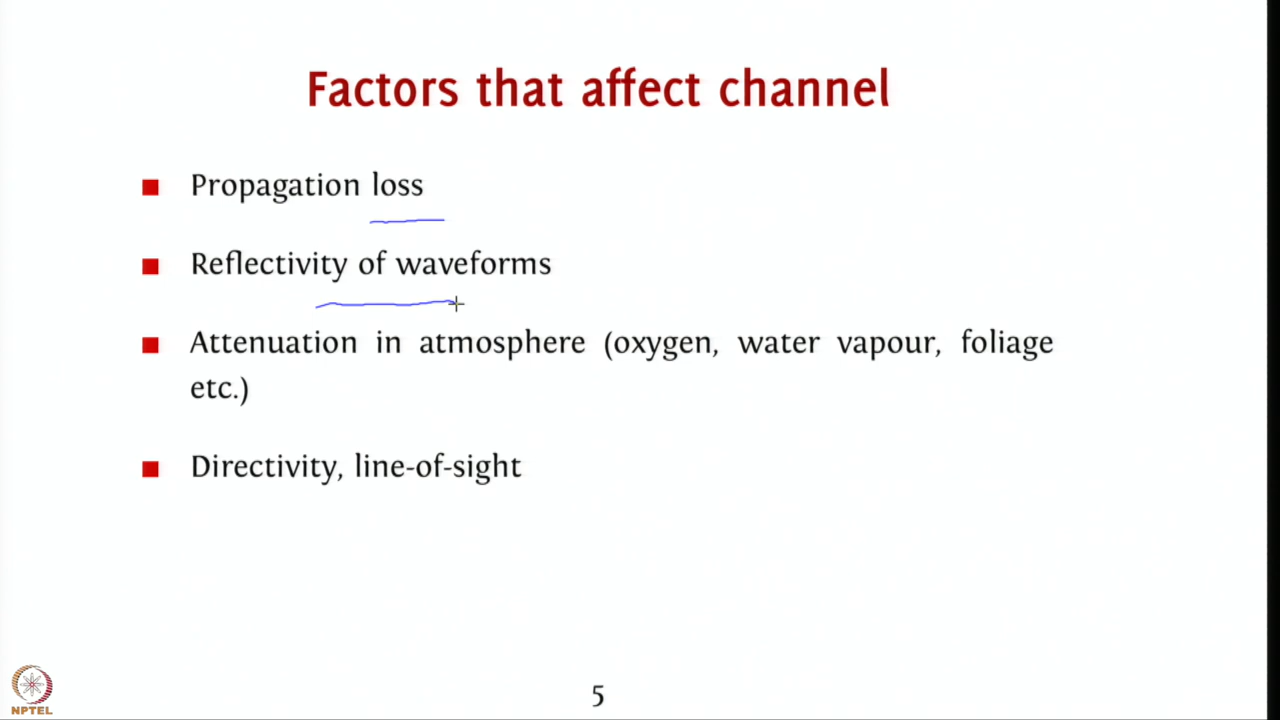 Factors that affect channel
Propagation loss
Reflectivity of waveforms
Attenuation in atmosphere (oxygen, water vapour, foliage
etc.)
Directivity, line-of-sight
NPTEL
5